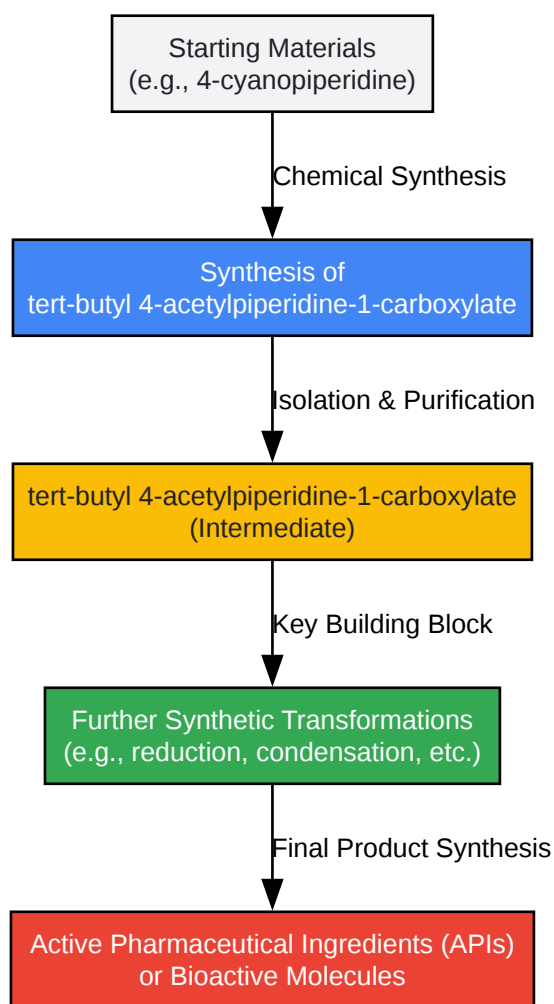 Starting Materials
(e.g., 4-cyanopiperidine)
Chemical Synthesis
Synthesis of
tert-butyl 4-acetylpiperidine-1-carboxylate
Isolation & Purification
tert-butyl 4-acetylpiperidine-1-carboxylate
(Intermediate)
Key Building Block
Further Synthetic Transformations
(e.g., reduction, condensation, etc.)
Final Product Synthesis
Active Pharmaceutical Ingredients (APIs)
or Bioactive Molecules